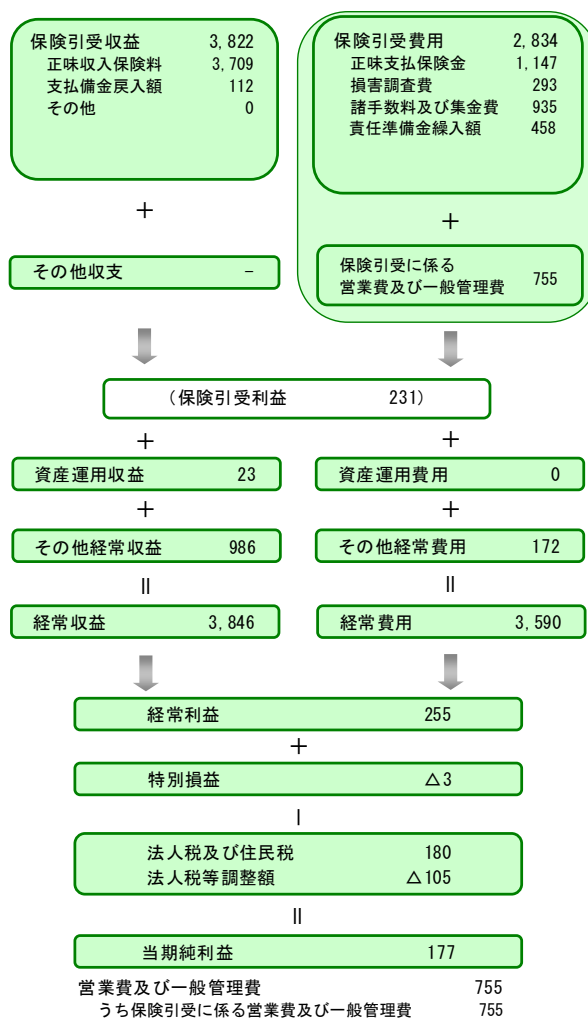 保険引受収益 3,822
正味収入保険料 3,709
支払備金戻入額 112
その他 0
保険引受費用 2,834
正味支払保険金 1,147
損害調査費 293
諸手数料及び集金費 935
責任準備金繰入額 458
+
+
その他収支 -
保険引受に係る
営業費及び一般管理費 755
(保険引受利益 231)
+
+
資産運用収益 23
資産運用費用 0
+
+
その他経常収益 986
その他経常費用 172
||
||
経常収益 3,846
経常費用 3,590
経常利益 255
+
特別損益 △3
|
法人税及び住民税 180
法人税等調整額 △105
||
当期純利益 177
営業費及び一般管理費 755
うち保険引受に係る営業費及び一般管理費 755